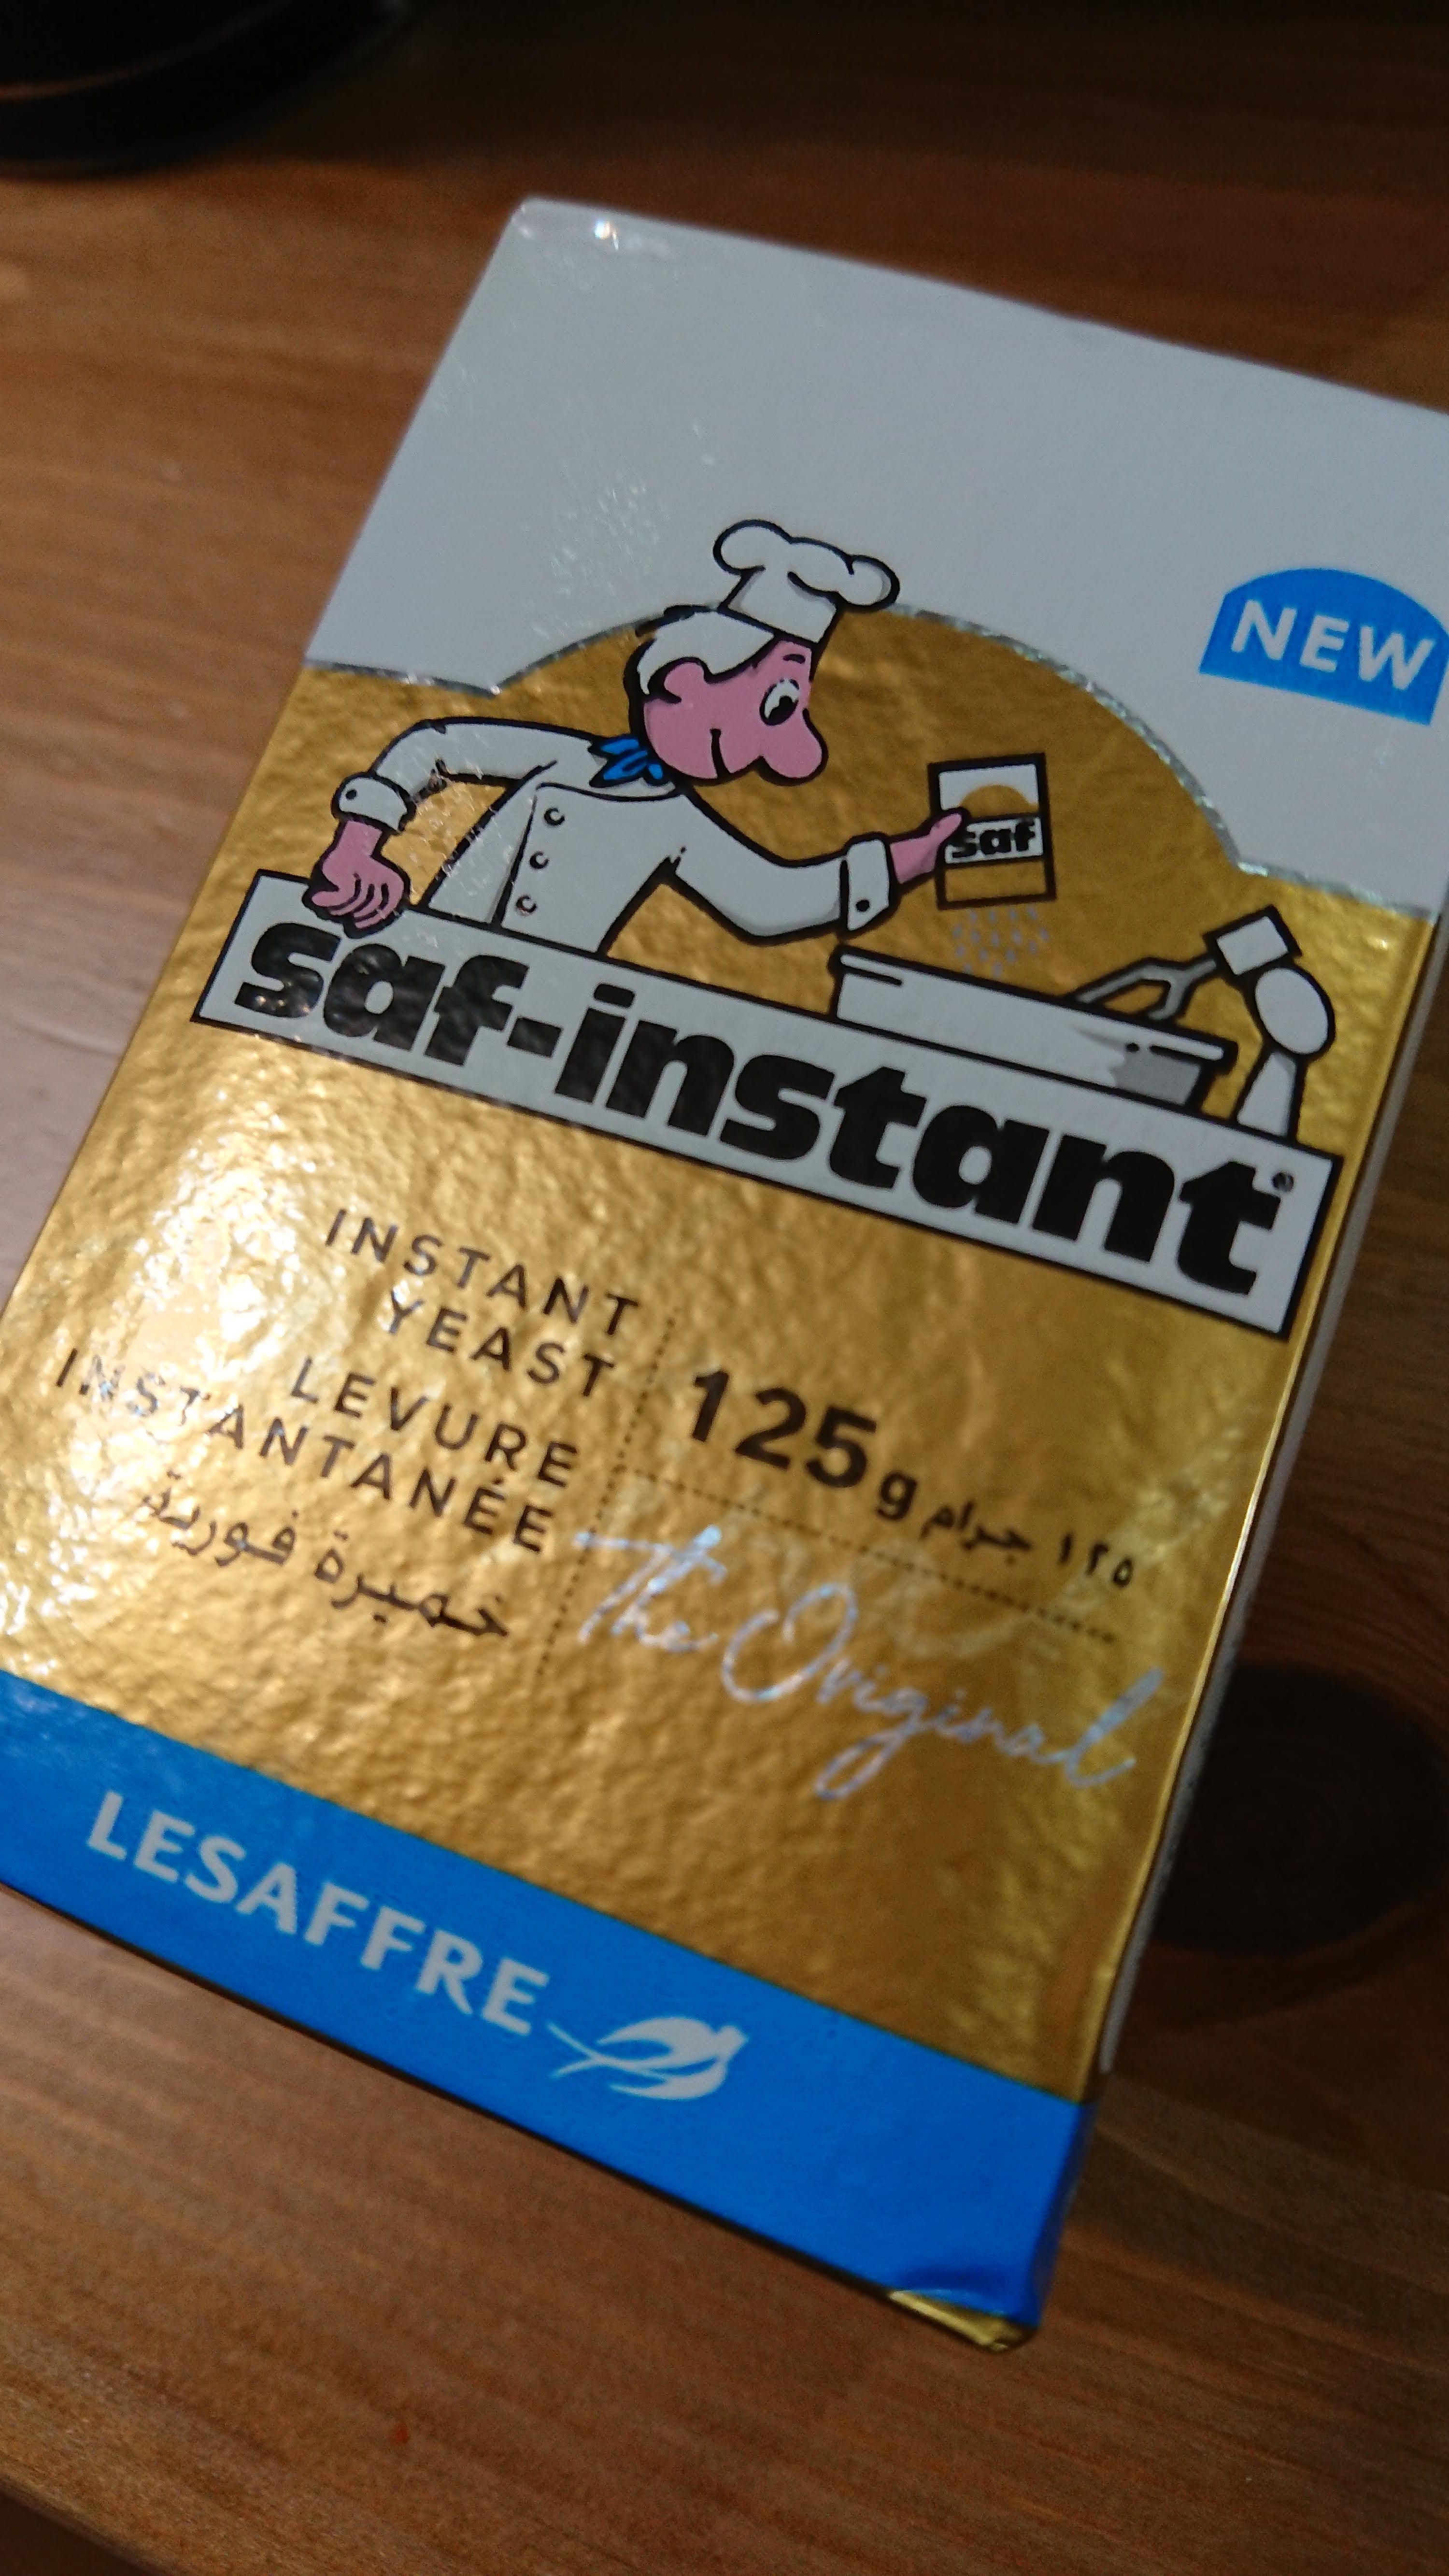 NEW
saf
saf-instant®
INSTANT
YEAST
LEVURE
INSTANTANÉE
خميرة فورية
125g ١٢٥ جرام
The Original
LESAFFRE